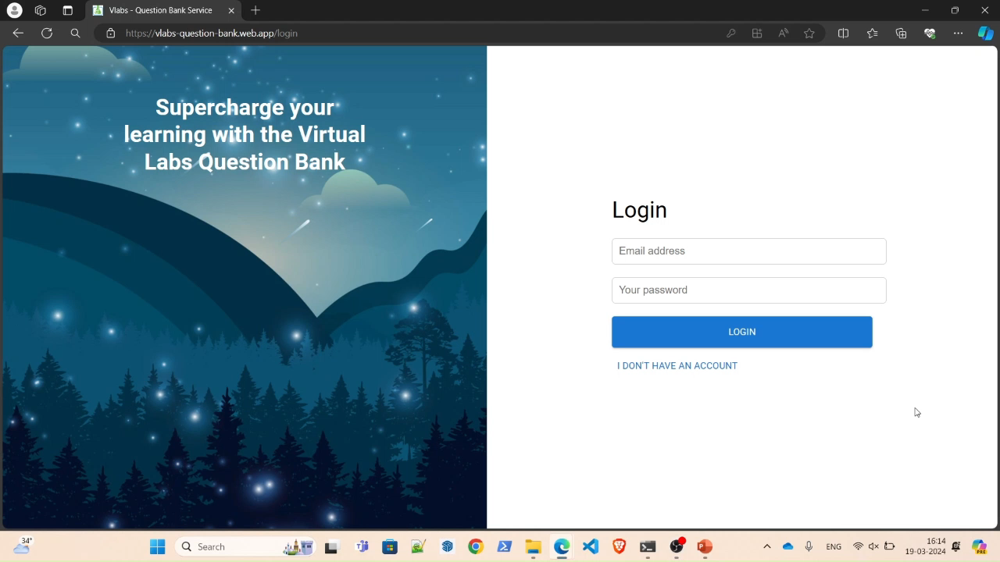 Vlabs - Question Bank Service
https://vlabs-question-bank.web.app/login
Supercharge your
learning with the Virtual
Labs Question Bank
Login
Email address
Your password
LOGIN
I DON'T HAVE AN ACCOUNT
34°
Search
ENG
16:14
19-03-2024